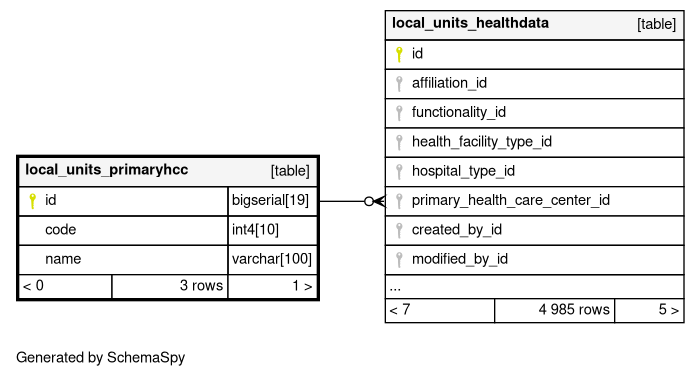 local_units_healthdata [table]
id
affiliation_id
functionality_id
health_facility_type_id
hospital_type_id
primary_health_care_center_id
created_by_id
modified_by_id
...
< 7 4 985 rows 5 >
local_units_primaryhcc [table]
id bigserial[19]
code int4[10]
name varchar[100]
< 0 3 rows 1 >
Generated by SchemaSpy